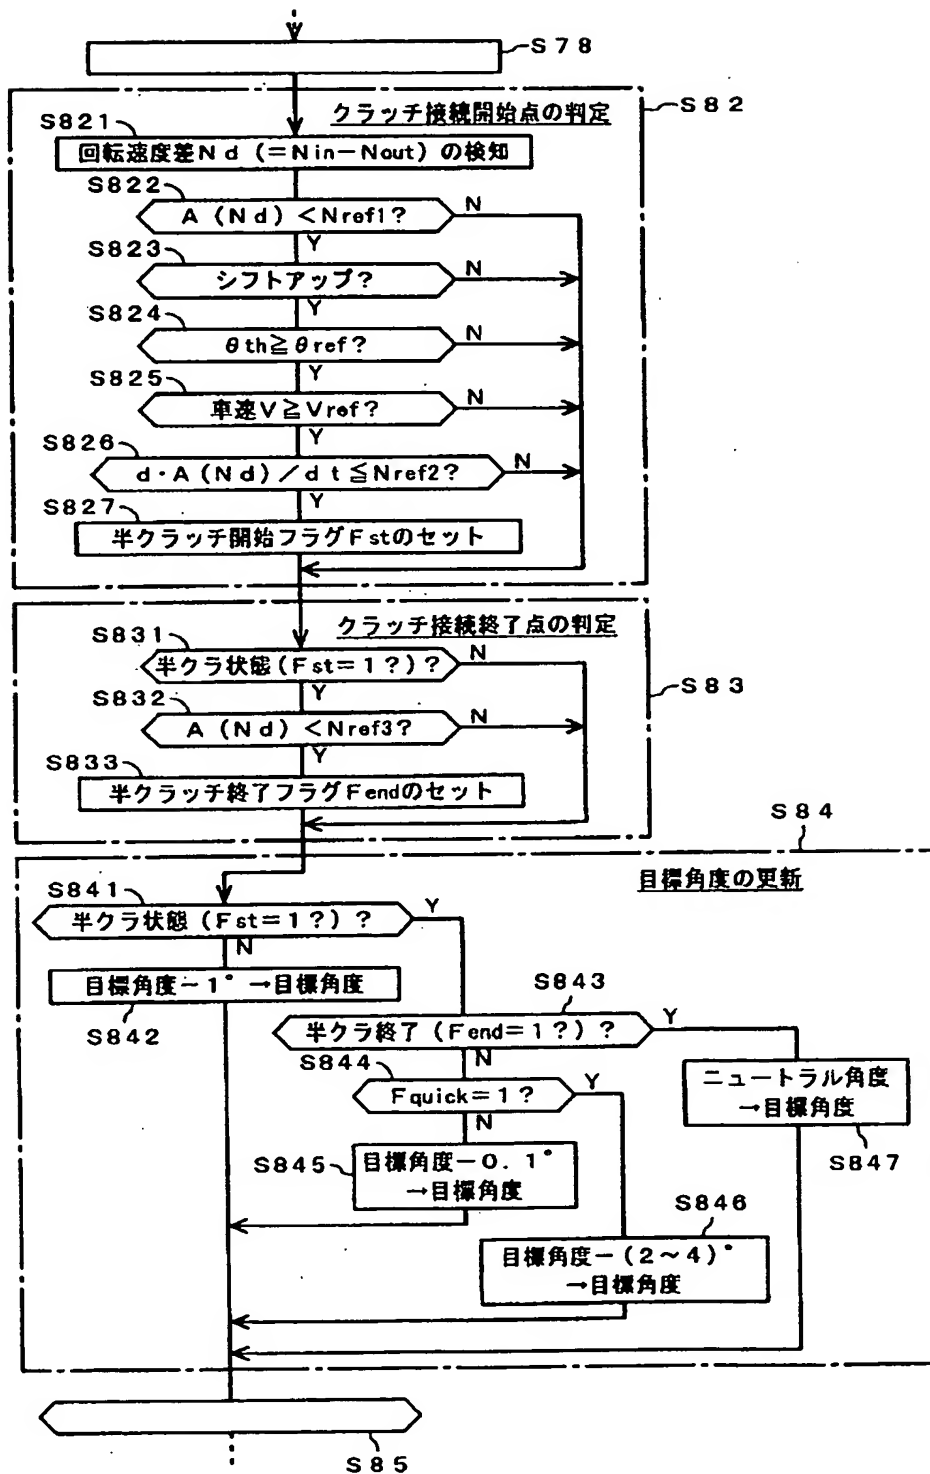 S78
S82
クラッチ接続開始点の判定
S821
回転速度差Nd(=Nin−Nout)の検知
S822
A(Nd)<Nref1?
N
Y
S823
シフトアップ?
N
Y
S824
θth≧θref?
N
Y
S825
車速V≧Vref?
N
Y
S826
d・A(Nd)/dt≦Nref2?
N
Y
S827
半クラッチ開始フラグFstのセット
クラッチ接続終了点の判定
S83
S831
半クラ状態(Fst=1?)?
N
Y
S832
A(Nd)<Nref3?
N
Y
S833
半クラッチ終了フラグFendのセット
S84
目標角度の更新
S841
半クラ状態(Fst=1?)?
Y
N
目標角度−1°→目標角度
S842
S843
半クラ終了(Fend=1?)?
Y
N
S844
Fquick=1?
Y
N
ニュートラル角度
→目標角度
S847
S845
目標角度−0.1°
→目標角度
S846
目標角度−(2~4)°
→目標角度
S85